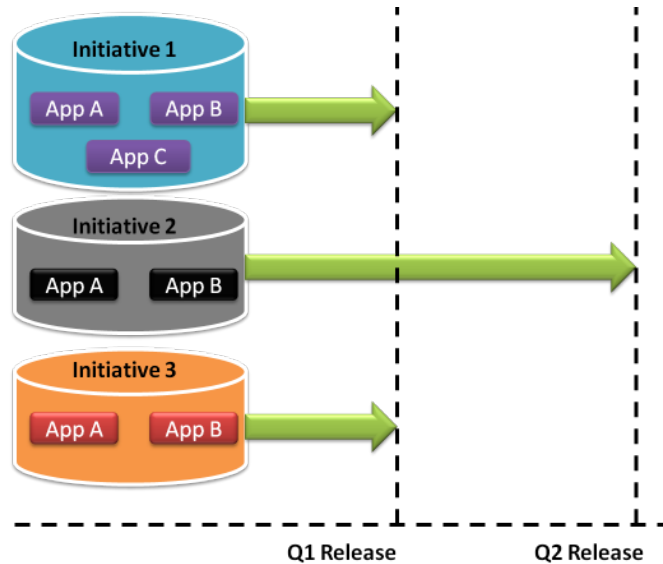 Initiative 1
App A
App B
App C
Initiative 2
App A
App B
Initiative 3
App A
App B
Q1 Release
Q2 Release